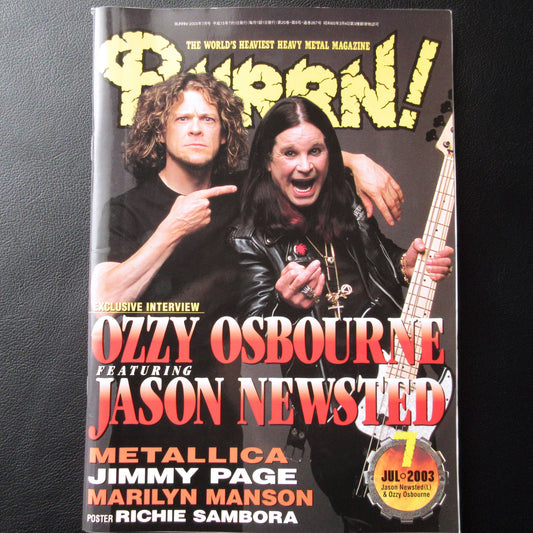 THE WORLD'S HEAVIEST HEAVY METAL MAGAZINE
BURRN!
EXCLUSIVE INTERVIEW
OZZY OSBOURNE
FEATURING
JASON NEWSTED
METALLICA
JIMMY PAGE
MARILYN MANSON
POSTER RICHIE SAMBORA
7
JUL 2003
Jason Newsted(L)
& Ozzy Osbourne